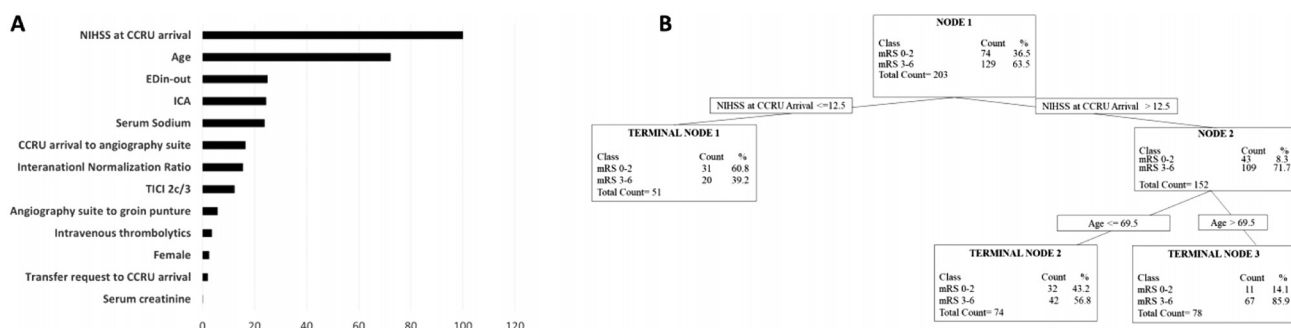 A
NIHSS at CCRU arrival
Age
EDin-out
ICA
Serum Sodium
CCRU arrival to angiography suite
Interanationl Normalization Ratio
TICI 2c/3
Angiography suite to groin punture
Intravenous thrombolytics
Female
Transfer request to CCRU arrival
Serum creatinine
0 20 40 60 80 100 120
B
NODE 1
Class Count %
mRS 0-2 74 36.5
mRS 3-6 129 63.5
Total Count= 203
NIHSS at CCRU Arrival <=12.5
NIHSS at CCRU Arrival > 12.5
TERMINAL NODE 1
Class Count %
mRS 0-2 31 60.8
mRS 3-6 20 39.2
Total Count= 51
NODE 2
Class Count %
mRS 0-2 43 8.3
mRS 3-6 109 71.7
Total Count= 152
Age <= 69.5
Age > 69.5
TERMINAL NODE 2
Class Count %
mRS 0-2 32 43.2
mRS 3-6 42 56.8
Total Count= 74
TERMINAL NODE 3
Class Count %
mRS 0-2 11 14.1
mRS 3-6 67 85.9
Total Count= 78